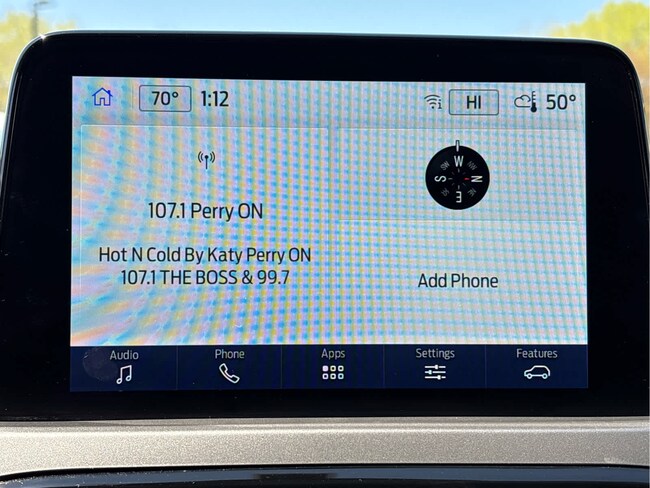 70° 1:12 HI 50°
107.1 Perry ON
Hot N Cold By Katy Perry ON
107.1 THE BOSS & 99.7
W
S N
E
Add Phone
Audio Phone Apps Settings Features